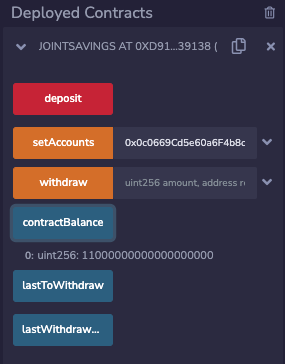 Deployed Contracts
JOINTSAVINGS AT 0XD91...39138 (
deposit
setAccounts 0x0c0669Cd5e60a6F4b8c
withdraw uint256 amount, address re
contractBalance
0: uint256: 11000000000000000000
lastToWithdraw
lastWithdraw...